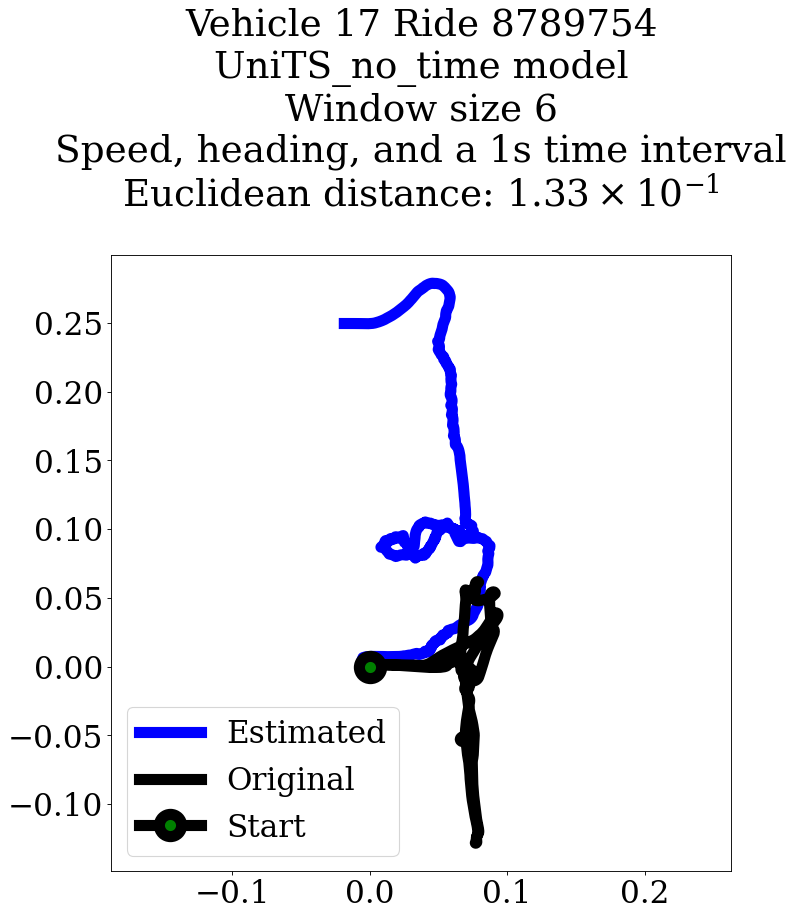 Vehicle 17 Ride 8789754
UniTS_no_time model
Window size 6
Speed, heading, and a 1s time interval
Euclidean distance: 1.33 × 10⁻¹
0.25
0.20
0.15
0.10
0.05
0.00
−0.05
−0.10
Estimated
Original
Start
−0.1 0.0 0.1 0.2